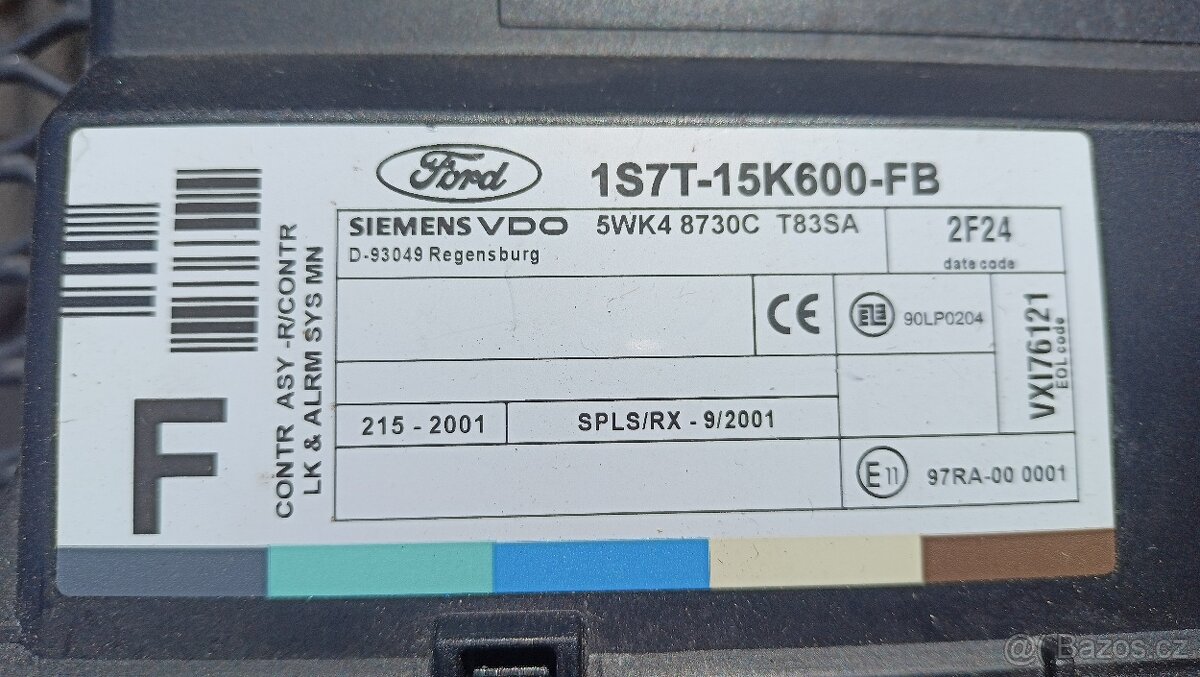 Ford 1S7T-15K600-FB
SIEMENS VDO 5WK4 8730C T83SA
D-93049 Regensburg
2F24
date code
CE
90LP0204
VXI76121
EOL code
215 - 2001
SPLS/RX - 9/2001
E11 97RA-00 0001
CONTR ASY -R/CONTR
LK & ALRM SYS MN
F
@ Bazos.cz